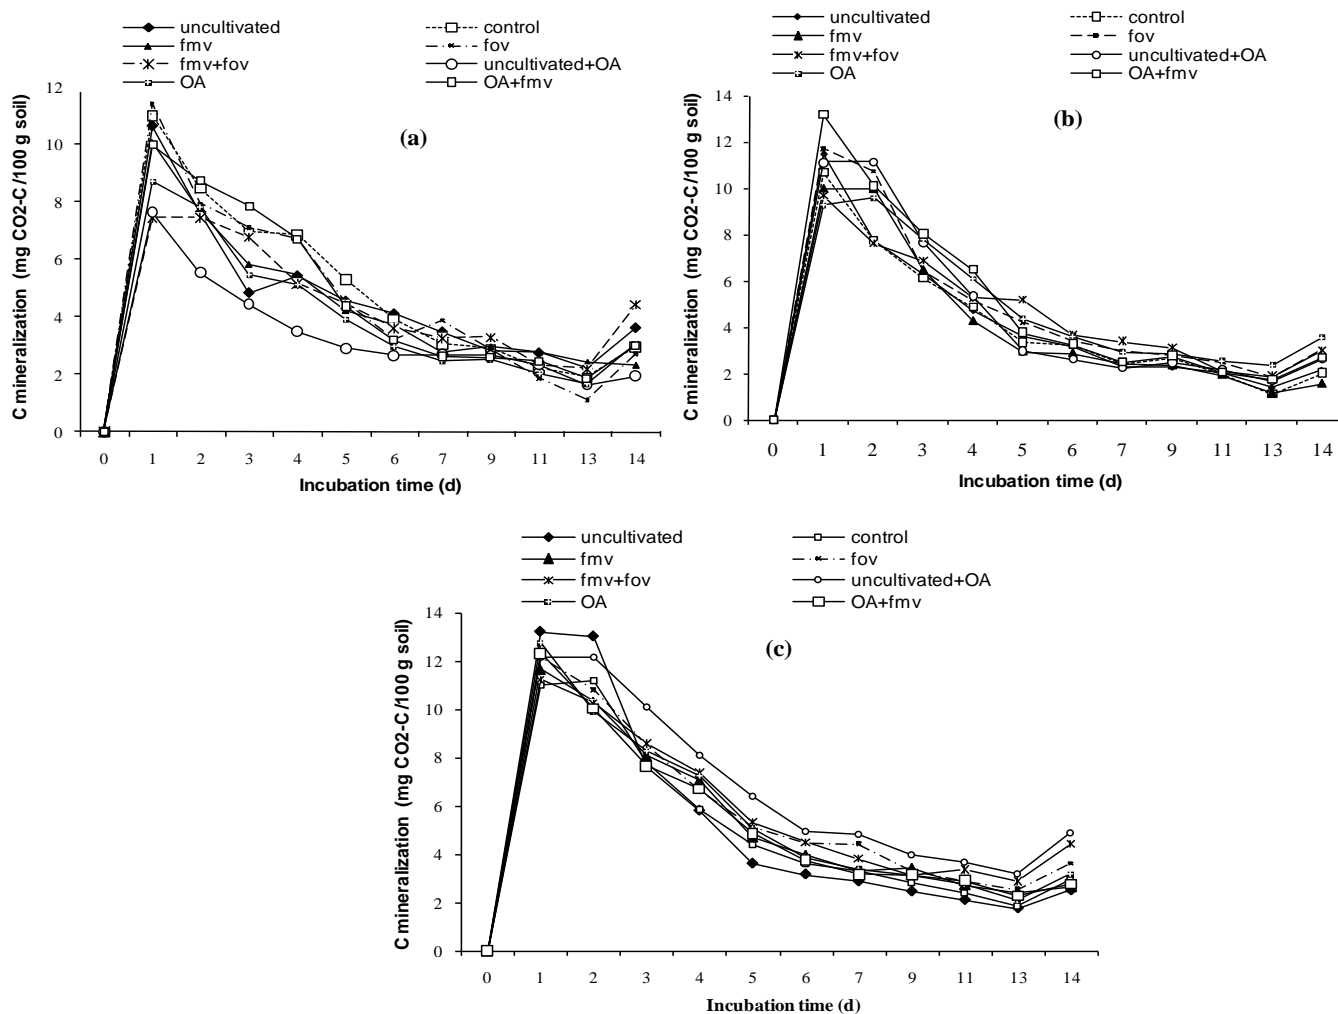 uncultivated
control
fmv
fov
fmv+fov
uncultivated+OA
OA
OA+fmv
C mineralization (mg CO2-C/100 g soil)
12
10
8
6
4
2
0
(a)
0 1 2 3 4 5 6 7 9 11 13 14
Incubation time (d)
uncultivated
control
fmv
fov
fmv+fov
uncultivated+OA
OA
OA+fmv
C mineralization (mg CO2-C/100 g soil)
14
12
10
8
6
4
2
0
(b)
0 1 2 3 4 5 6 7 9 11 13 14
Incubation time (d)
uncultivated
control
fmv
fov
fmv+fov
uncultivated+OA
OA
OA+fmv
C mineralization (mg CO2-C/100 g soil)
14
12
10
8
6
4
2
0
(c)
0 1 2 3 4 5 6 7 9 11 13 14
Incubation time (d)